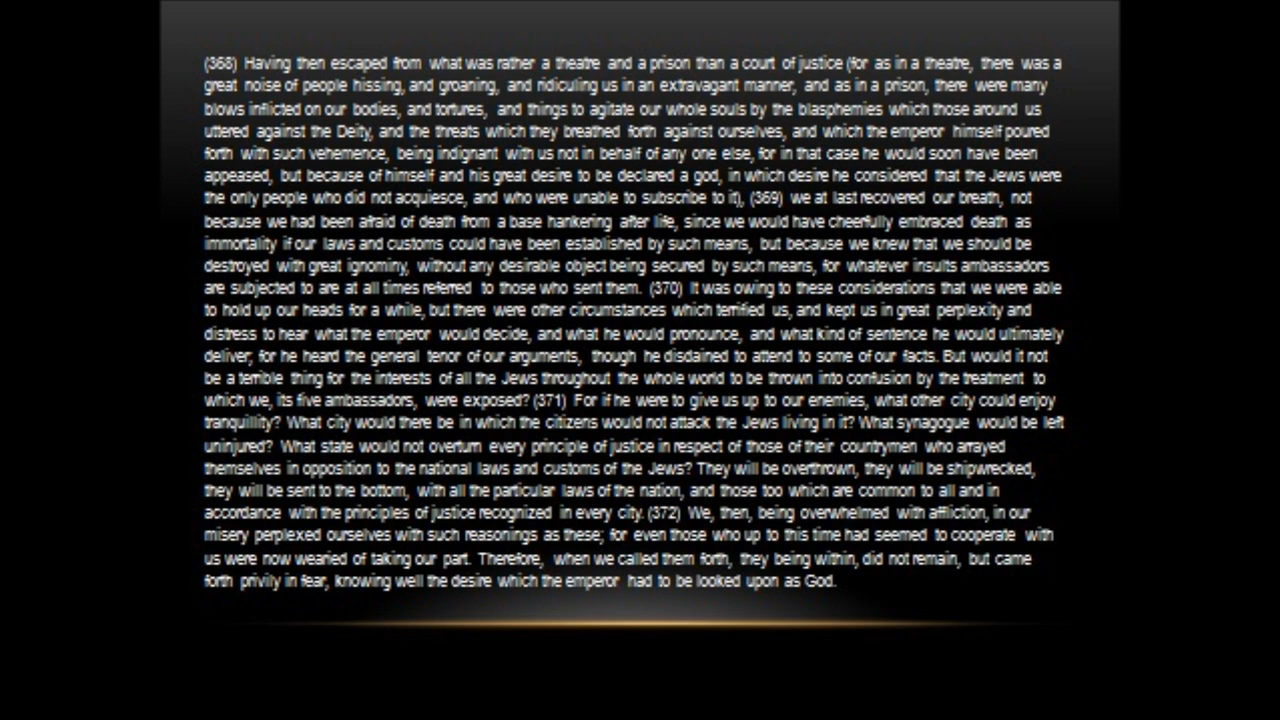 (368) Having then escaped from what was rather a theatre and a prison than a court of justice (for as in a theatre, there was a
great noise of people hissing, and groaning, and ridiculing us in an extravagant manner, and as in a prison, there were many
blows inflicted on our bodies, and tortures, and things to agitate our whole souls by the blasphemies which those around us
uttered against the Deity, and the threats which they breathed forth against ourselves, and which the emperor himself poured
forth with such vehemence, being indignant with us not in behalf of any one else, for in that case he would soon have been
appeased, but because of himself and his great desire to be declared a god, in which desire he considered that the Jews were
the only people who did not acquiesce, and who were unable to subscribe to it), (369) we at last recovered our breath, not
because we had been afraid of death from a base hankering after life, since we would have cheerfully embraced death as
immortality if our laws and customs could have been established by such means, but because we knew that we should be
destroyed with great ignominy, without any desirable object being secured by such means, for whatever insults ambassadors
are subjected to are at all times referred to those who sent them. (370) It was owing to these considerations that we were able
to hold up our heads for a while, but there were other circumstances which terrified us, and kept us in great perplexity and
distress to hear what the emperor would decide, and what he would pronounce, and what kind of sentence he would ultimately
deliver; for he heard the general tenor of our arguments, though he disdained to attend to some of our facts. But would it not
be a terrible thing for the interests of all the Jews throughout the whole world to be thrown into confusion by the treatment to
which we, its five ambassadors, were exposed? (371) For if he were to give us up to our enemies, what other city could enjoy
tranquillity? What city would there be in which the citizens would not attack the Jews living in it? What synagogue would be left
uninjured? What state would not overturn every principle of justice in respect of those of their countrymen who arrayed
themselves in opposition to the national laws and customs of the Jews? They will be overthrown, they will be shipwrecked,
they will be sent to the bottom, with all the particular laws of the nation, and those too which are common to all and in
accordance with the principles of justice recognized in every city. (372) We, then, being overwhelmed with affliction, in our
misery perplexed ourselves with such reasonings as these; for even those who up to this time had seemed to cooperate with
us were now wearied of taking our part. Therefore, when we called them forth, they being within, did not remain, but came
forth privily in fear, knowing well the desire which the emperor had to be looked upon as God.